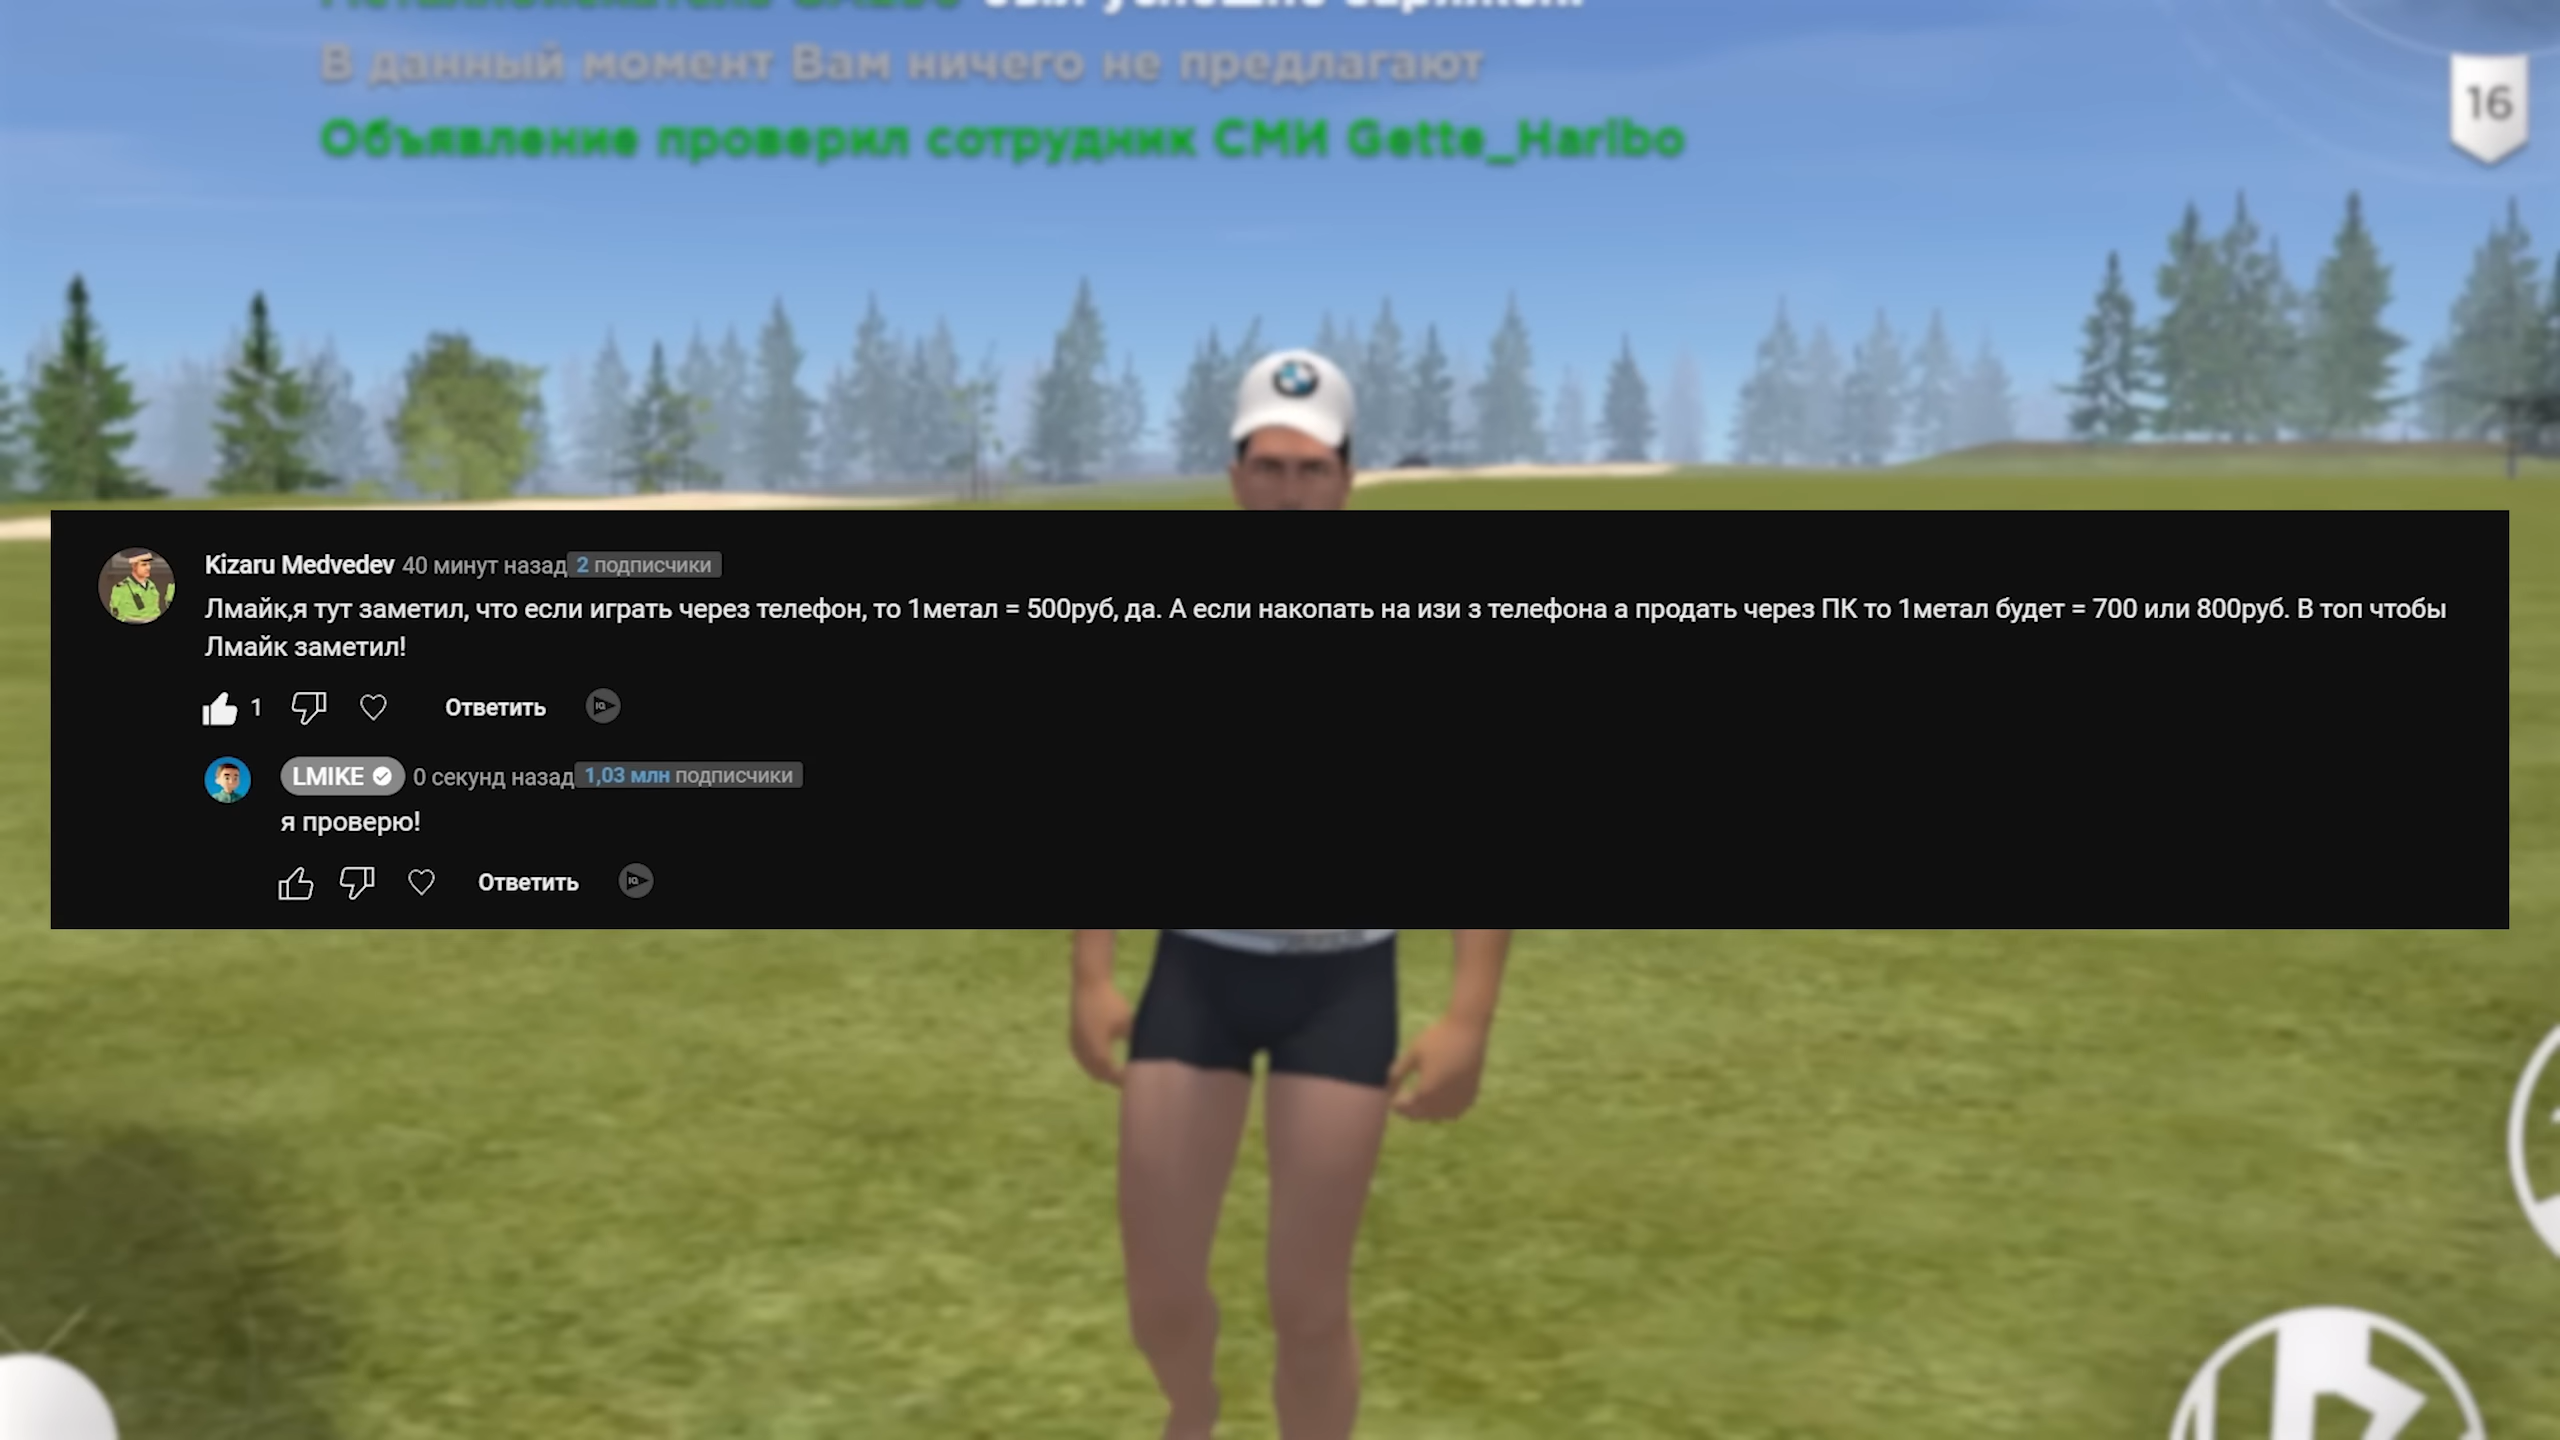 В данный момент Вам ничего не предлагают
Объявление проверил сотрудник СМИ Gette_Haribo
16
Kizaru Medvedev 40 минут назад 2 подписчики
Лмайк,я тут заметил, что если играть через телефон, то 1метал = 500руб, да. А если накопать на изи з телефона а продать через ПК то 1метал будет = 700 или 800руб. В топ чтобы
Лмайк заметил!
1 Ответить
LMIKE 0 секунд назад 1,03 млн подписчики
я проверю!
Ответить